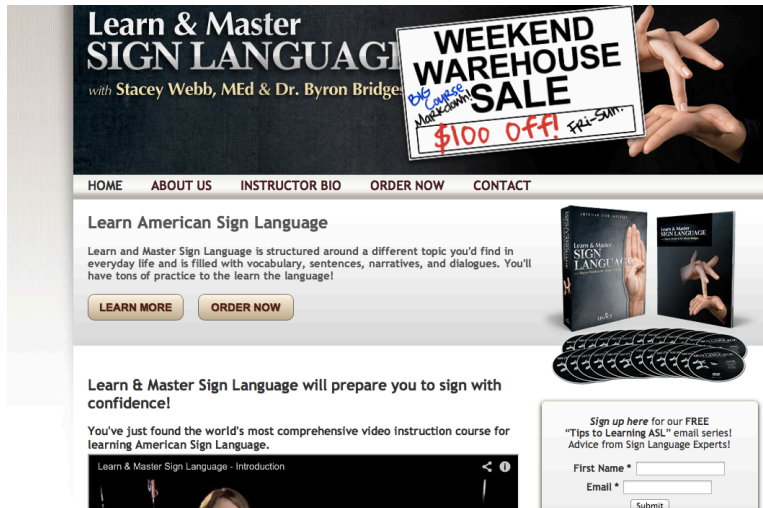 Learn & Master
SIGN LANGUAGE
with Stacey Webb, MEd & Dr. Byron Bridges
WEEKEND
WAREHOUSE
SALE
BIG
Course
Markdown!
$100 Off!
Fri-Sun.
HOME ABOUT US INSTRUCTOR BIO ORDER NOW CONTACT
Learn American Sign Language
Learn and Master Sign Language is structured around a different topic you'd find in
everyday life and is filled with vocabulary, sentences, narratives, and dialogues. You'll
have tons of practice to the learn the language!
LEARN MORE ORDER NOW
AMERICAN SIGN LANGUAGE
Learn & Master
SIGN
LANGUAGE
LEGACY
Learn & Master
SIGN LANGUAGE
Learn & Master Sign Language will prepare you to sign with
confidence!
You've just found the world's most comprehensive video instruction course for
learning American Sign Language.
Learn & Master Sign Language - Introduction
Sign up here for our FREE
“Tips to Learning ASL” email series!
Advice from Sign Language Experts!
First Name *
Email *
Submit